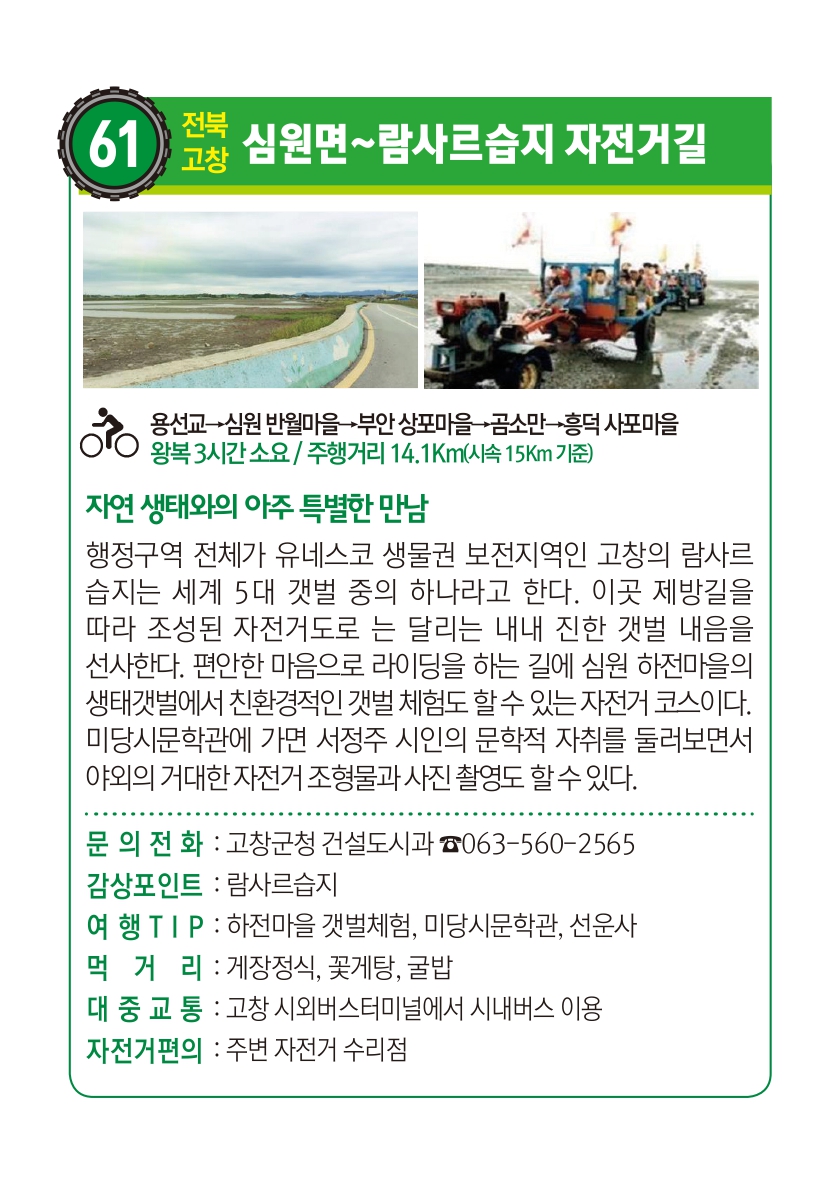 61
전북
고창
심원면~람사르습지 자전거길
용선교→심원 반월마을→부안 상포마을→곰소만→흥덕 사포마을
왕복 3시간 소요 / 주행거리 14.1Km(시속 15Km 기준)
자연 생태와의 아주 특별한 만남
행정구역 전체가 유네스코 생물권 보전지역인 고창의 람사르
습지는 세계 5대 갯벌 중의 하나라고 한다. 이곳 제방길을
따라 조성된 자전거도로 는 달리는 내내 진한 갯벌 내음을
선사한다. 편안한 마음으로 라이딩을 하는 길에 심원 하전마을의
생태갯벌에서 친환경적인 갯벌 체험도 할 수 있는 자전거 코스이다.
미당시문학관에 가면 서정주 시인의 문학적 자취를 둘러보면서
야외의 거대한 자전거 조형물과 사진 촬영도 할 수 있다.
문 의 전 화 : 고창군청 건설도시과 ☎063-560-2565
감상포인트 : 람사르습지
여 행 T I P : 하전마을 갯벌체험, 미당시문학관, 선운사
먹 거 리 : 게장정식, 꽃게탕, 굴밥
대 중 교 통 : 고창 시외버스터미널에서 시내버스 이용
자전거편의 : 주변 자전거 수리점